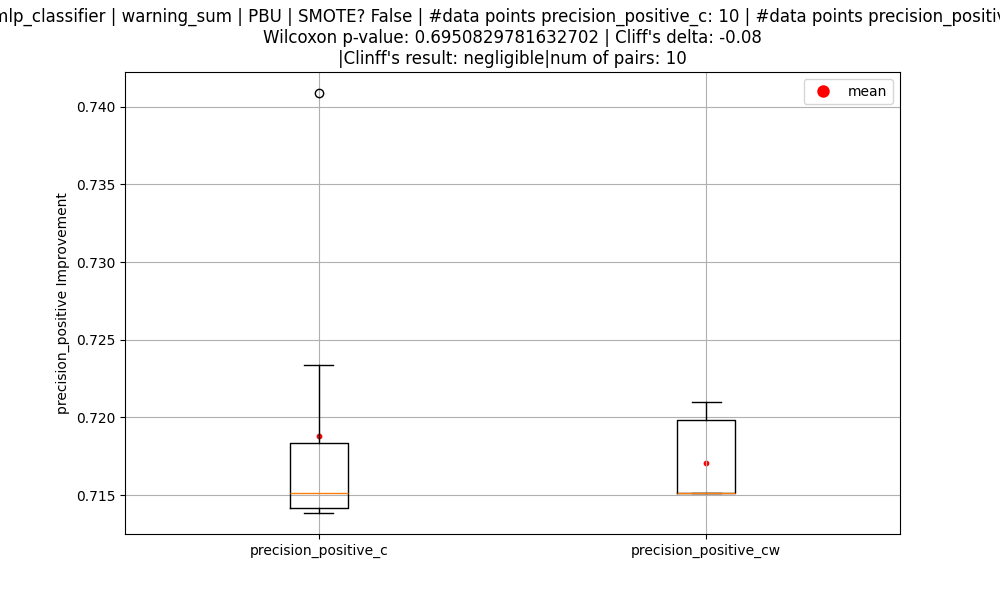 mlp_classifier | warning_sum | PBU | SMOTE? False | #data points precision_positive_c: 10 | #data points
Wilcoxon p-value: 0.6950829781632702 | Cliff's delta: -0.08
|Clinff's result: negligible|num of pairs: 10
mean
0.740
0.735
0.730
0.725
0.720
0.715
precision_positive Improvement
precision_positive_c
precision_positive_cw